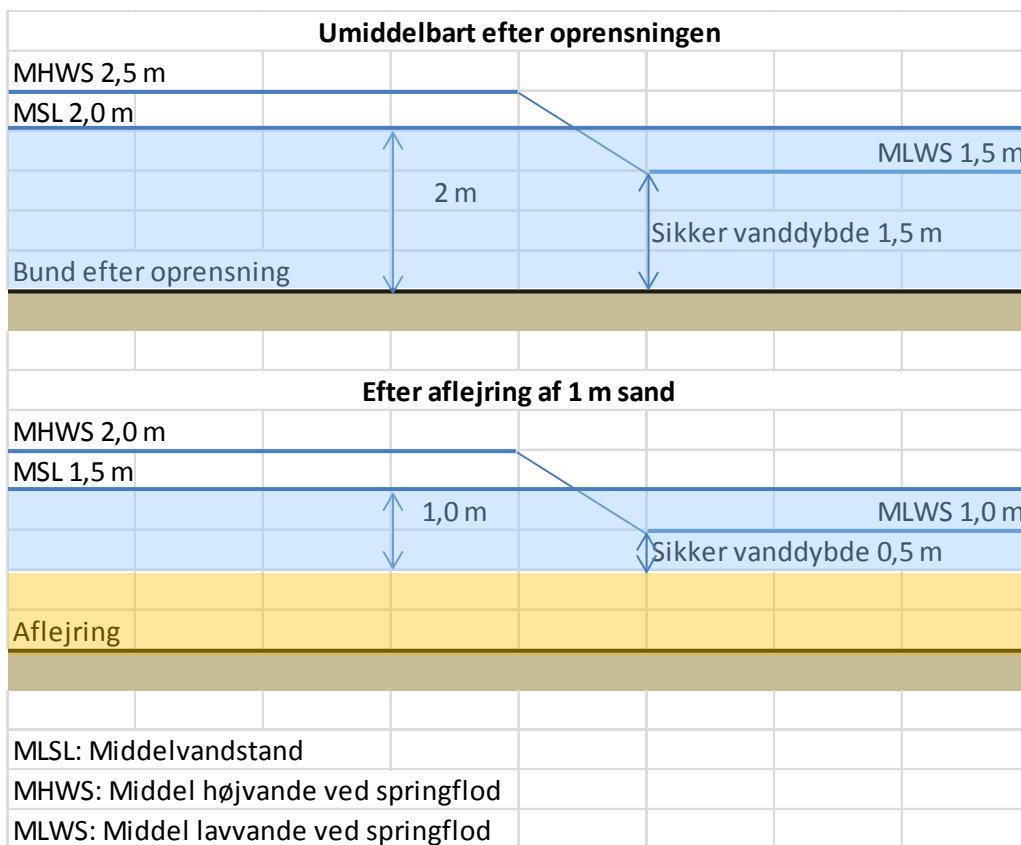 Umiddelbart efter oprensningen
MHWS 2,5 m
MSL 2,0 m
MLWS 1,5 m
2 m
Sikker vanddybde 1,5 m
Bund efter oprensning
Efter aflejring af 1 m sand
MHWS 2,0 m
MSL 1,5 m
1,0 m
MLWS 1,0 m
Sikker vanddybde 0,5 m
Aflejring
MLSL: Middelvandstand
MHWS: Middel højvande ved springflod
MLWS: Middel lavvande ved springflod